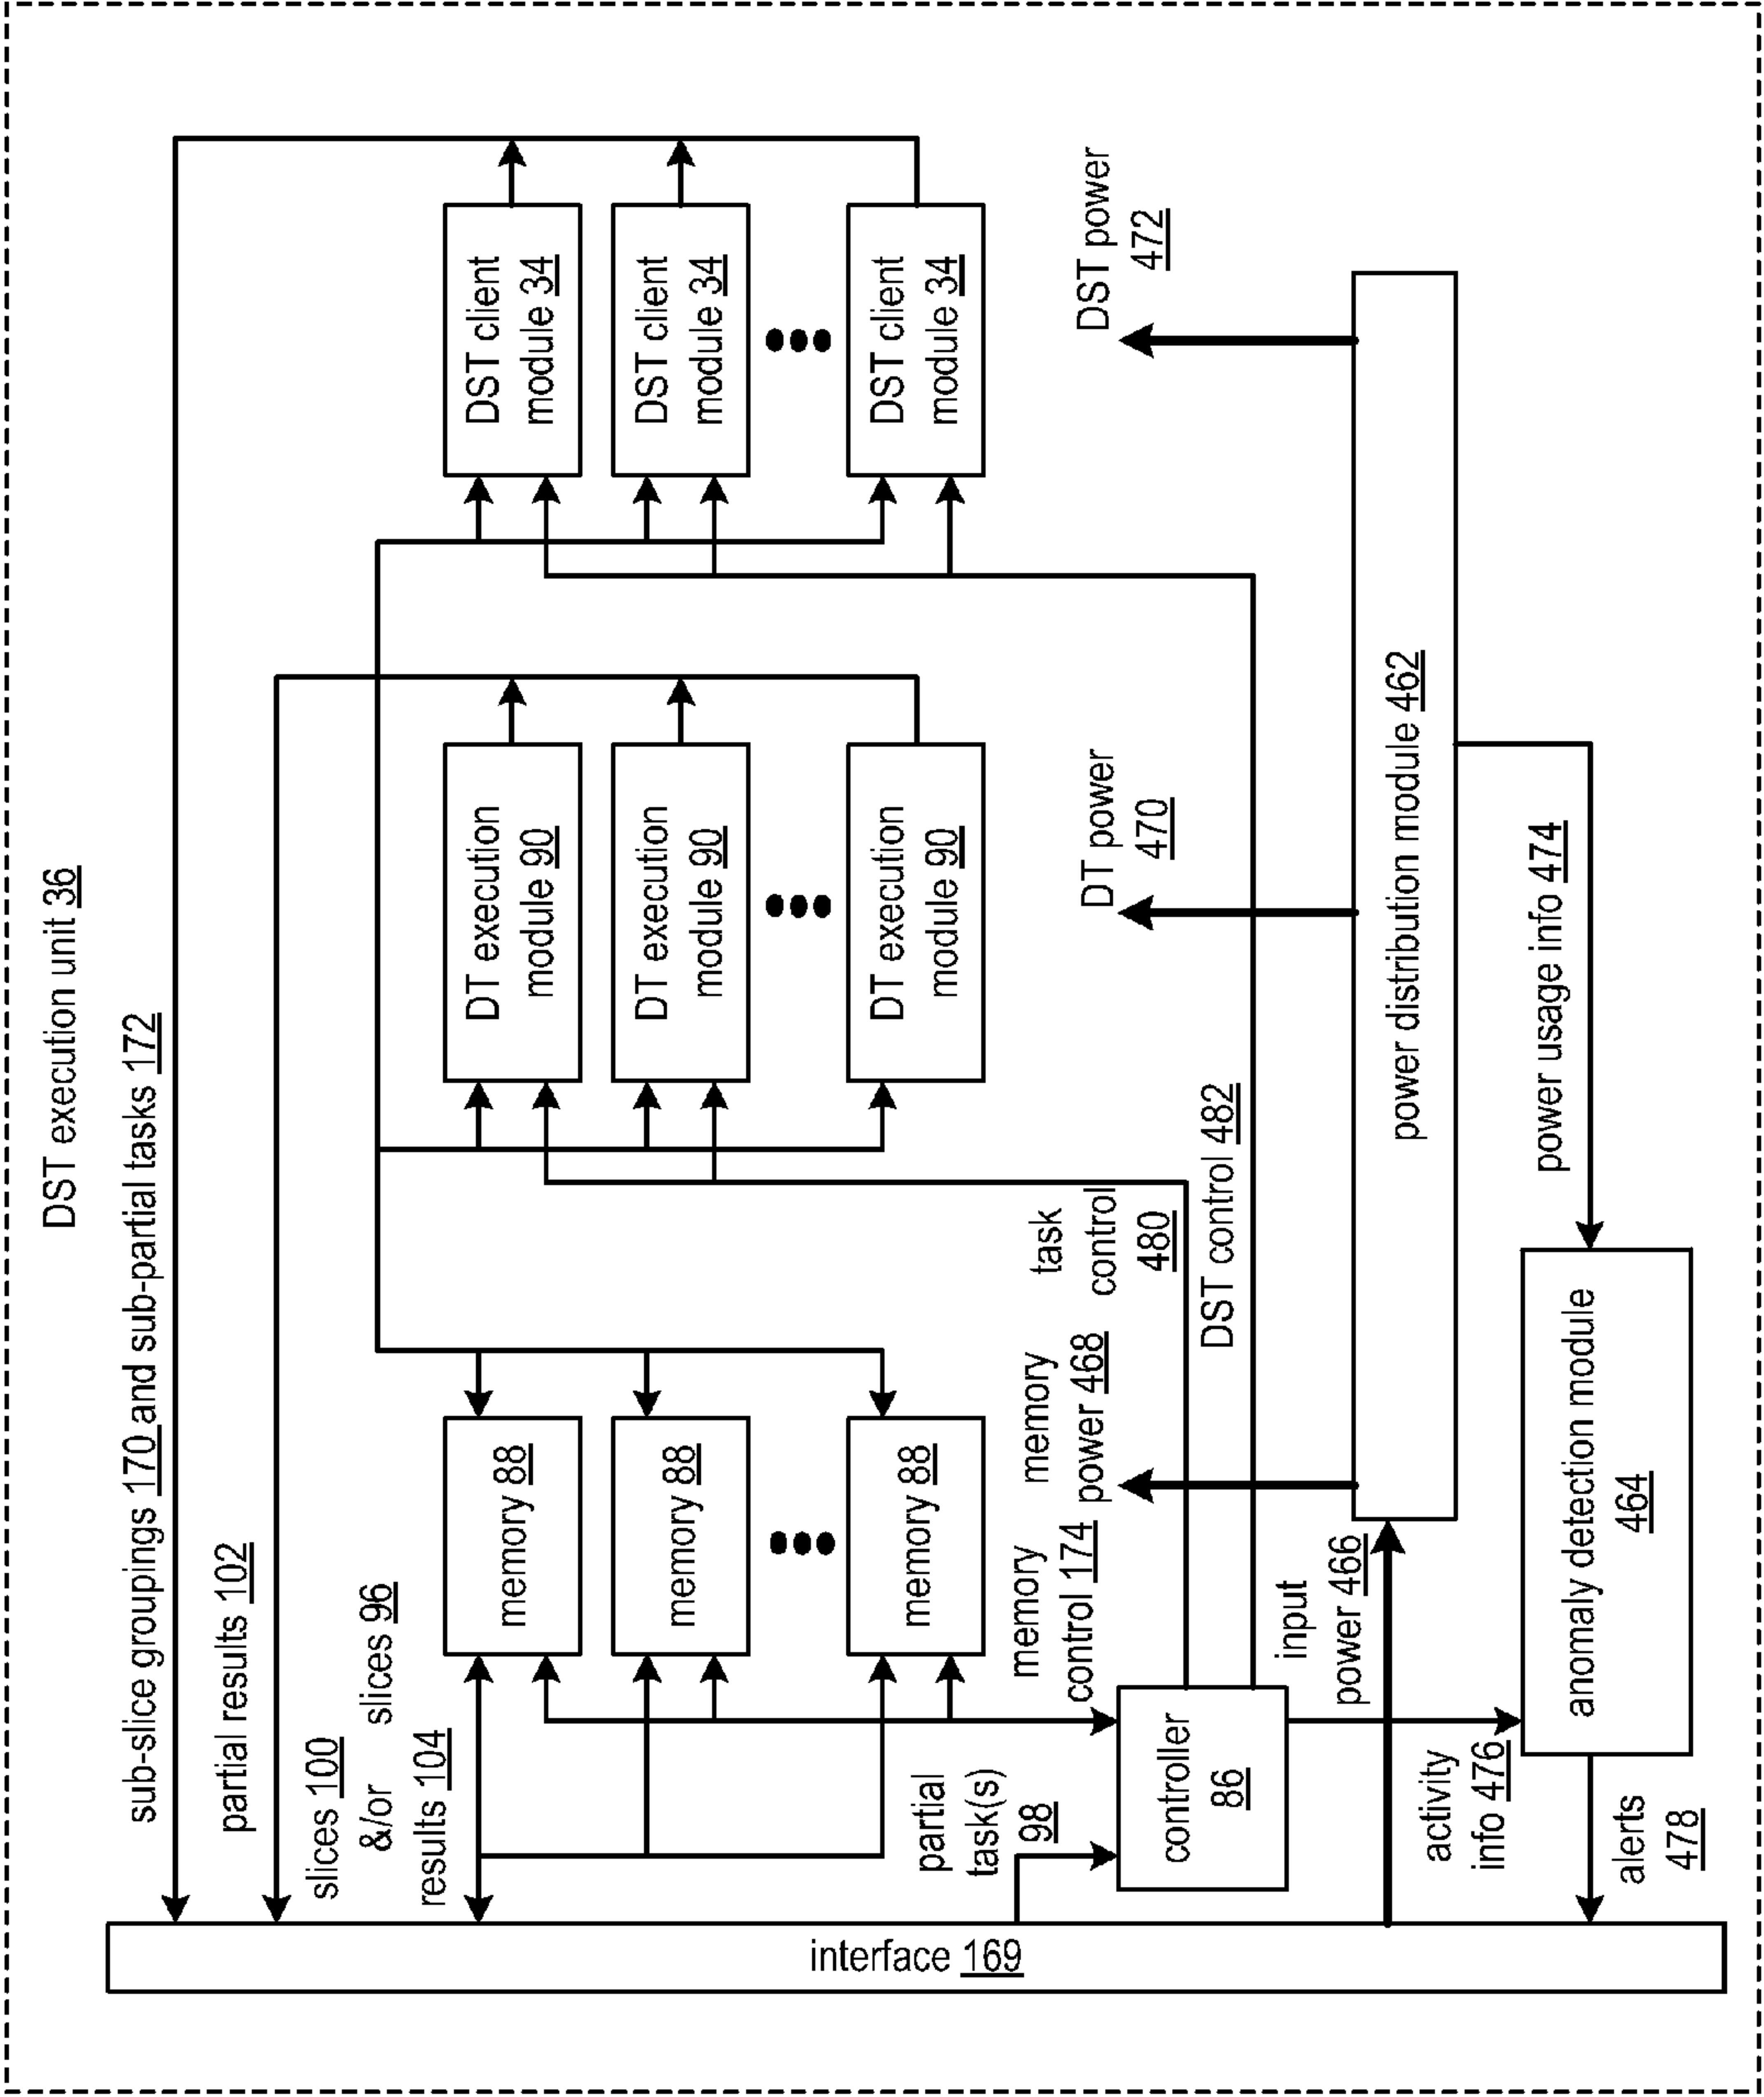 DST execution unit 36
sub-slice groupings 170 and sub-partial tasks 172
partial results 102
slices 100
&/or
results 104
slices 96
memory 88
memory 88
memory 88
DT execution
module 90
DT execution
module 90
DT execution
module 90
DST client
module 34
DST client
module 34
DST client
module 34
partial
task(s)
98
memory
control 174
memory
power 468
task
control
480
DT power
470
DST power
472
controller
86
DST control 482
input
power 466
power distribution module 462
activity
info 476
power usage info 474
anomaly detection module
464
alerts
478
interface 169